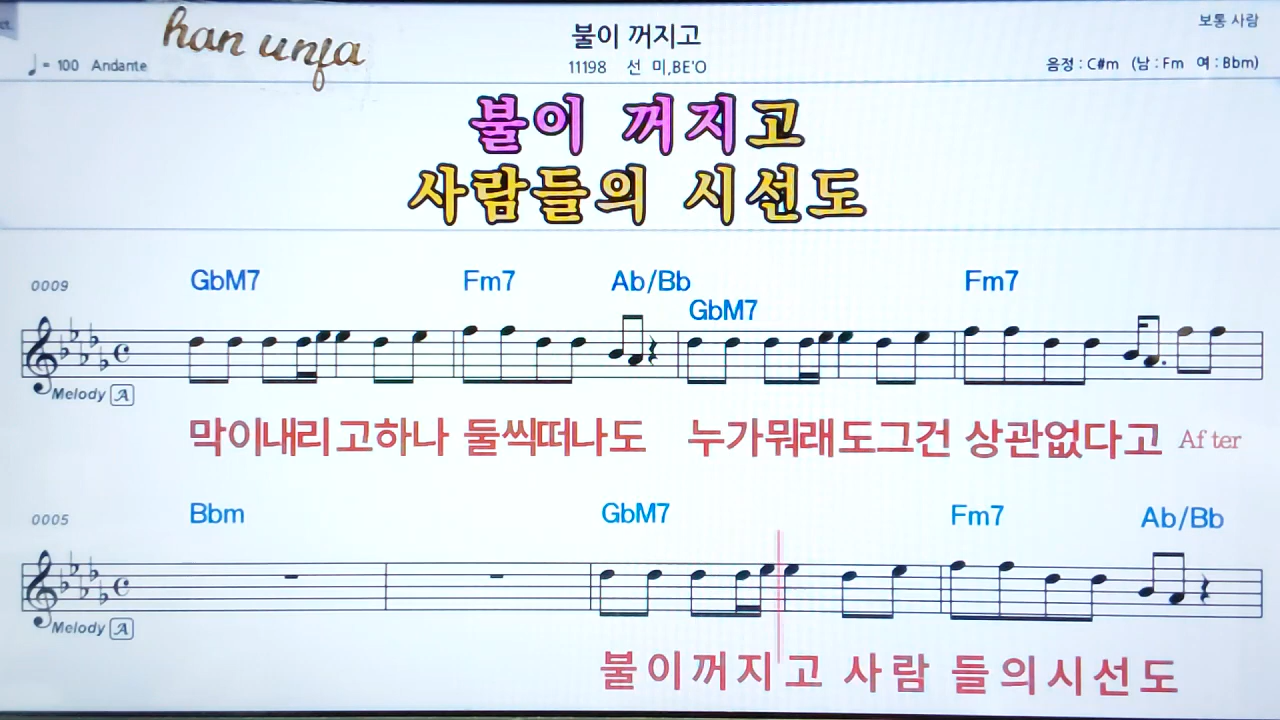 ct.
han unja
불이 꺼지고
보통 사람
♩= 100 Andante
11198 선 미,BE'O
음정 : C#m (남 : Fm 여 : Bbm)
불이 꺼지고
사람들의 시선도
0009
GbM7 Fm7 Ab/Bb GbM7 Fm7
Melody A
막이내리고하나 둘씩떠나도 누가뭐래도그건 상관없다고 After
0005
Bbm GbM7 Fm7 Ab/Bb
Melody A
불이꺼지고 사람 들의시선도